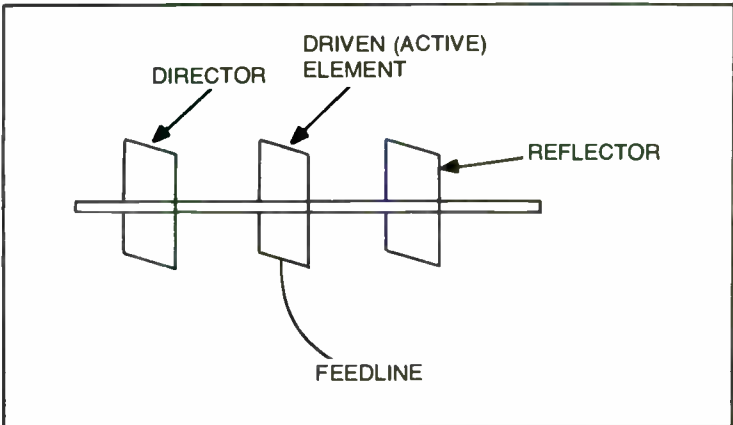 DRIVEN (ACTIVE)
ELEMENT
DIRECTOR
REFLECTOR
FEEDLINE